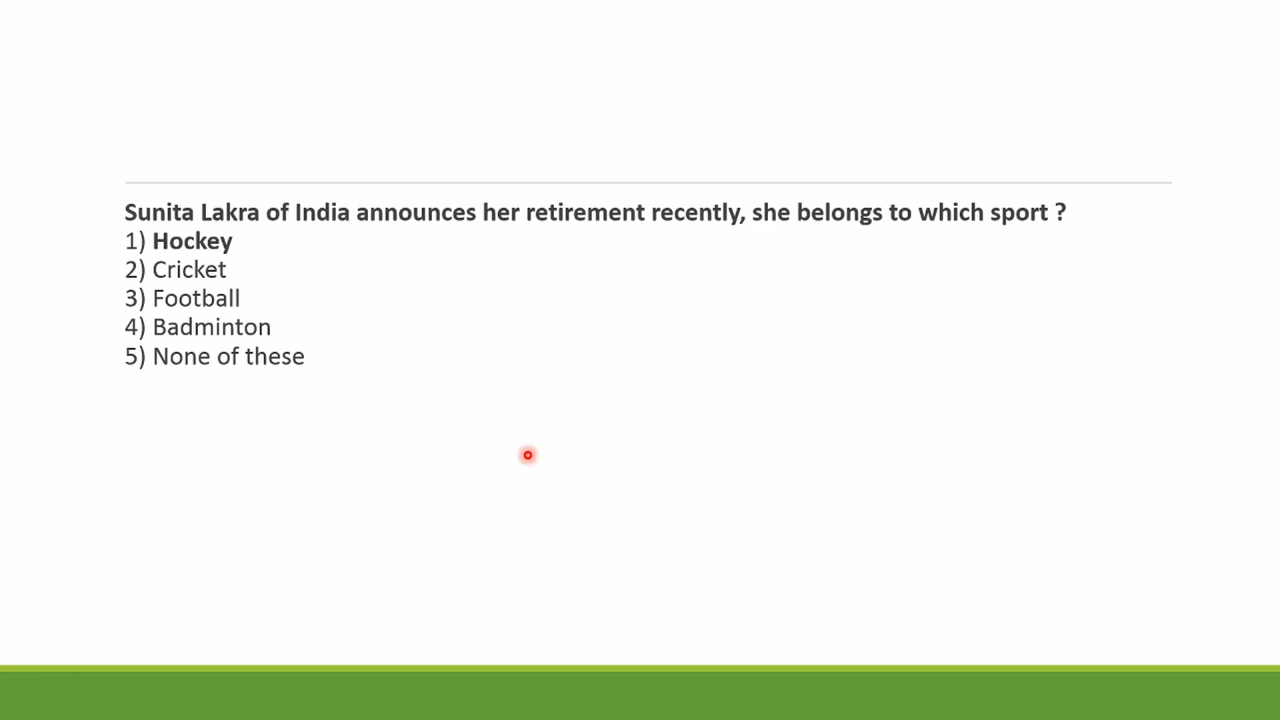 Sunita Lakra of India announces her retirement recently, she belongs to which sport ?
1) Hockey
2) Cricket
3) Football
4) Badminton
5) None of these